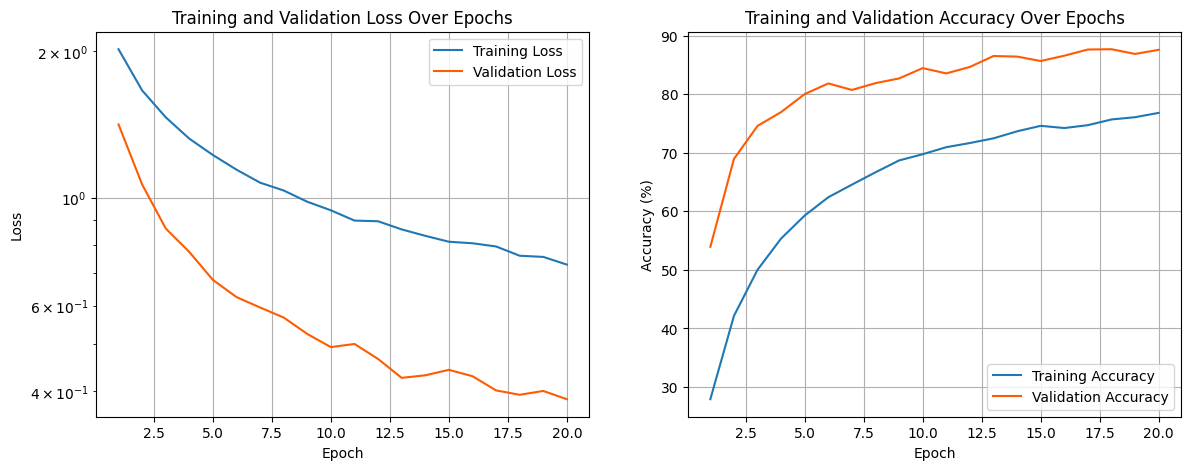 Training and Validation Loss Over Epochs
Training Loss
Validation Loss
2 × 10⁰
10⁰
6 × 10⁻¹
4 × 10⁻¹
Loss
2.5 5.0 7.5 10.0 12.5 15.0 17.5 20.0
Epoch
Training and Validation Accuracy Over Epochs
90
80
70
60
50
40
30
Accuracy (%)
Training Accuracy
Validation Accuracy
2.5 5.0 7.5 10.0 12.5 15.0 17.5 20.0
Epoch